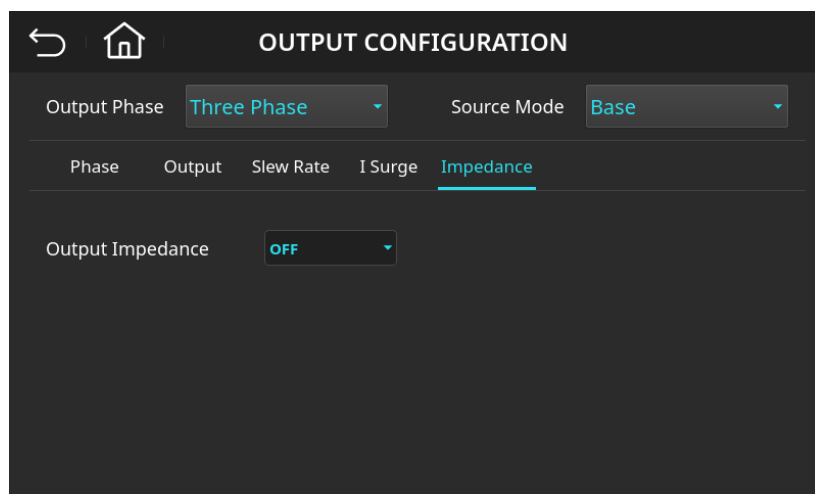 OUTPUT CONFIGURATION
Output Phase Three Phase Source Mode Base
Phase Output Slew Rate I Surge Impedance
Output Impedance OFF